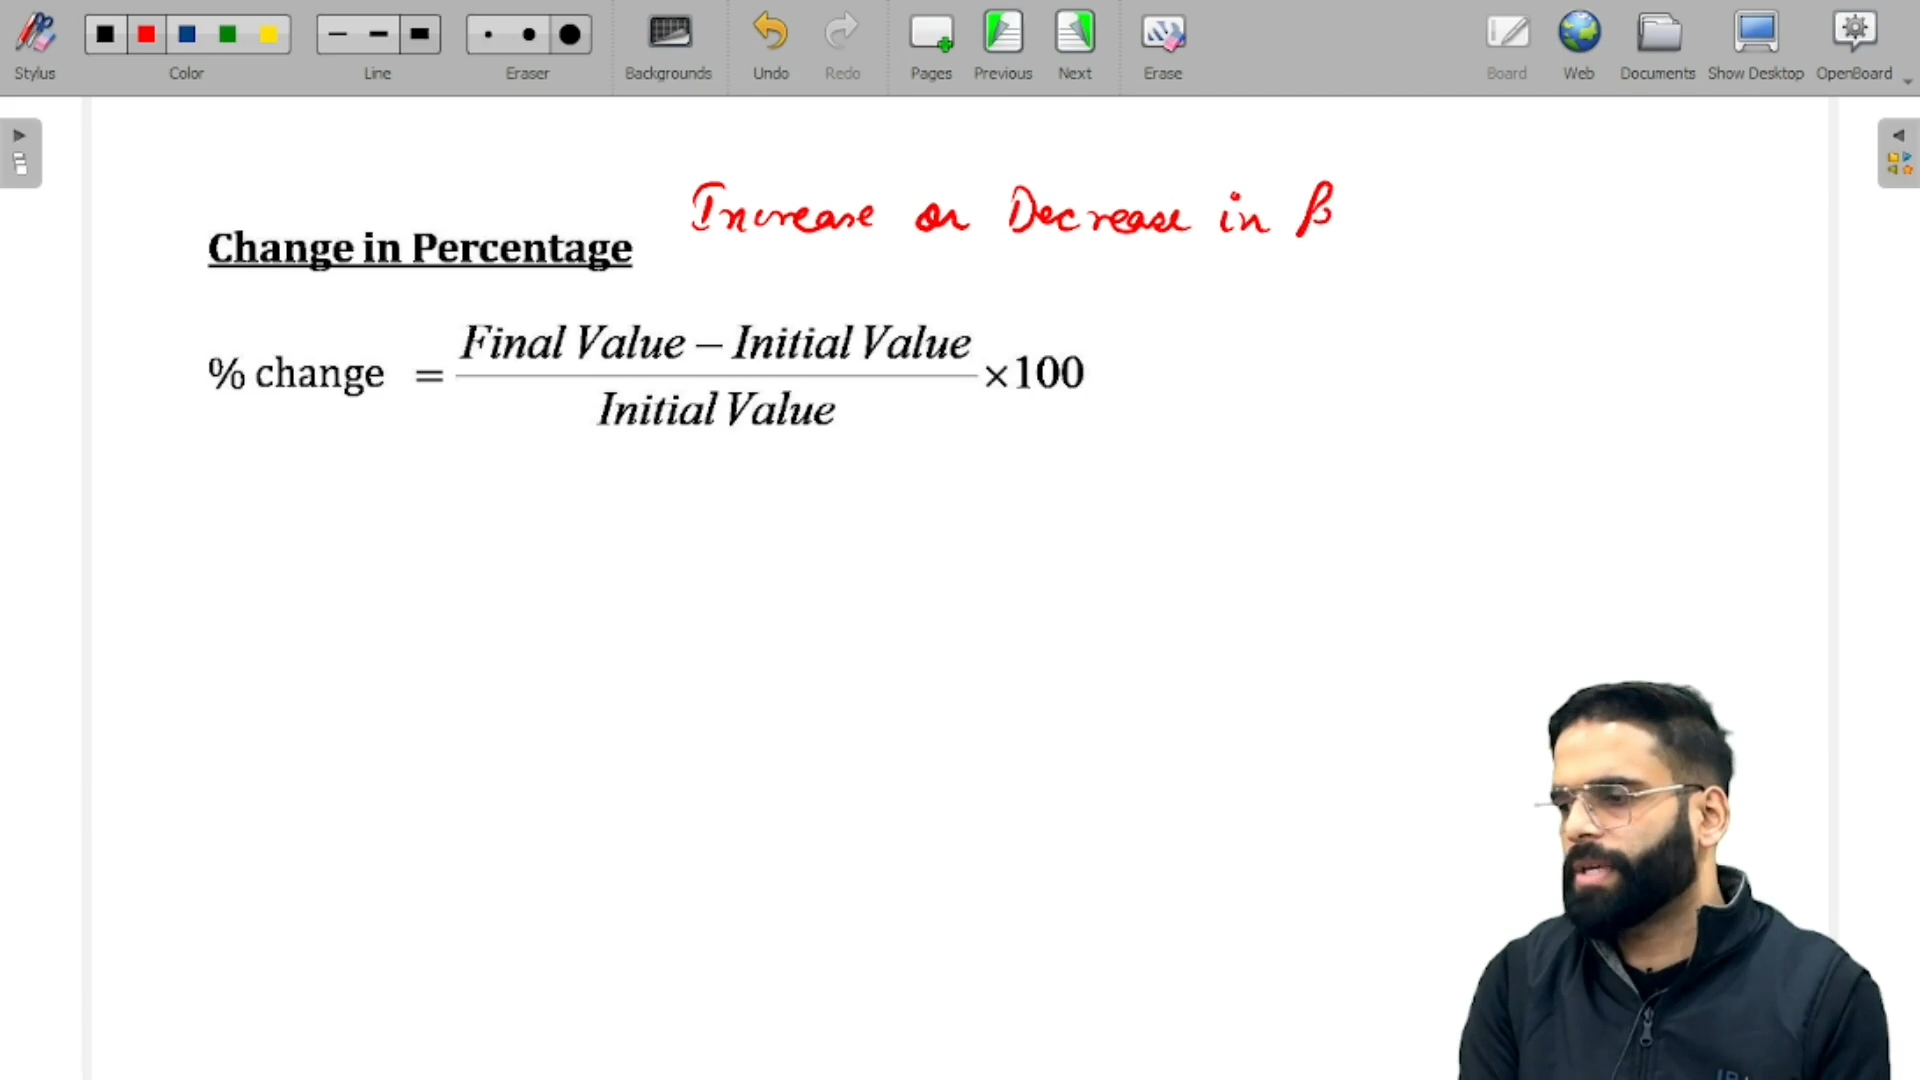 Stylus
Color
Line
Eraser
Backgrounds
Undo
Redo
Pages
Previous
Next
Erase
Board
Web
Documents
Show Desktop
OpenBoard
Increase or Decrease in
Change in Percentage
% change = Final Value – Initial Value / Initial Value ×100